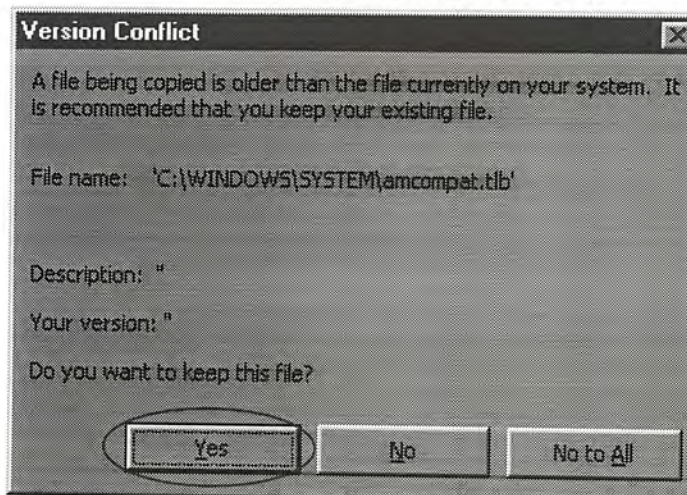 Version Conflict
A file being copied is older than the file currently on your system. It
is recommended that you keep your existing file.
File name: 'C:\WINDOWS\SYSTEM\amcompat.tlb'
Description: ''
Your version: ''
Do you want to keep this file?
Yes No No to All